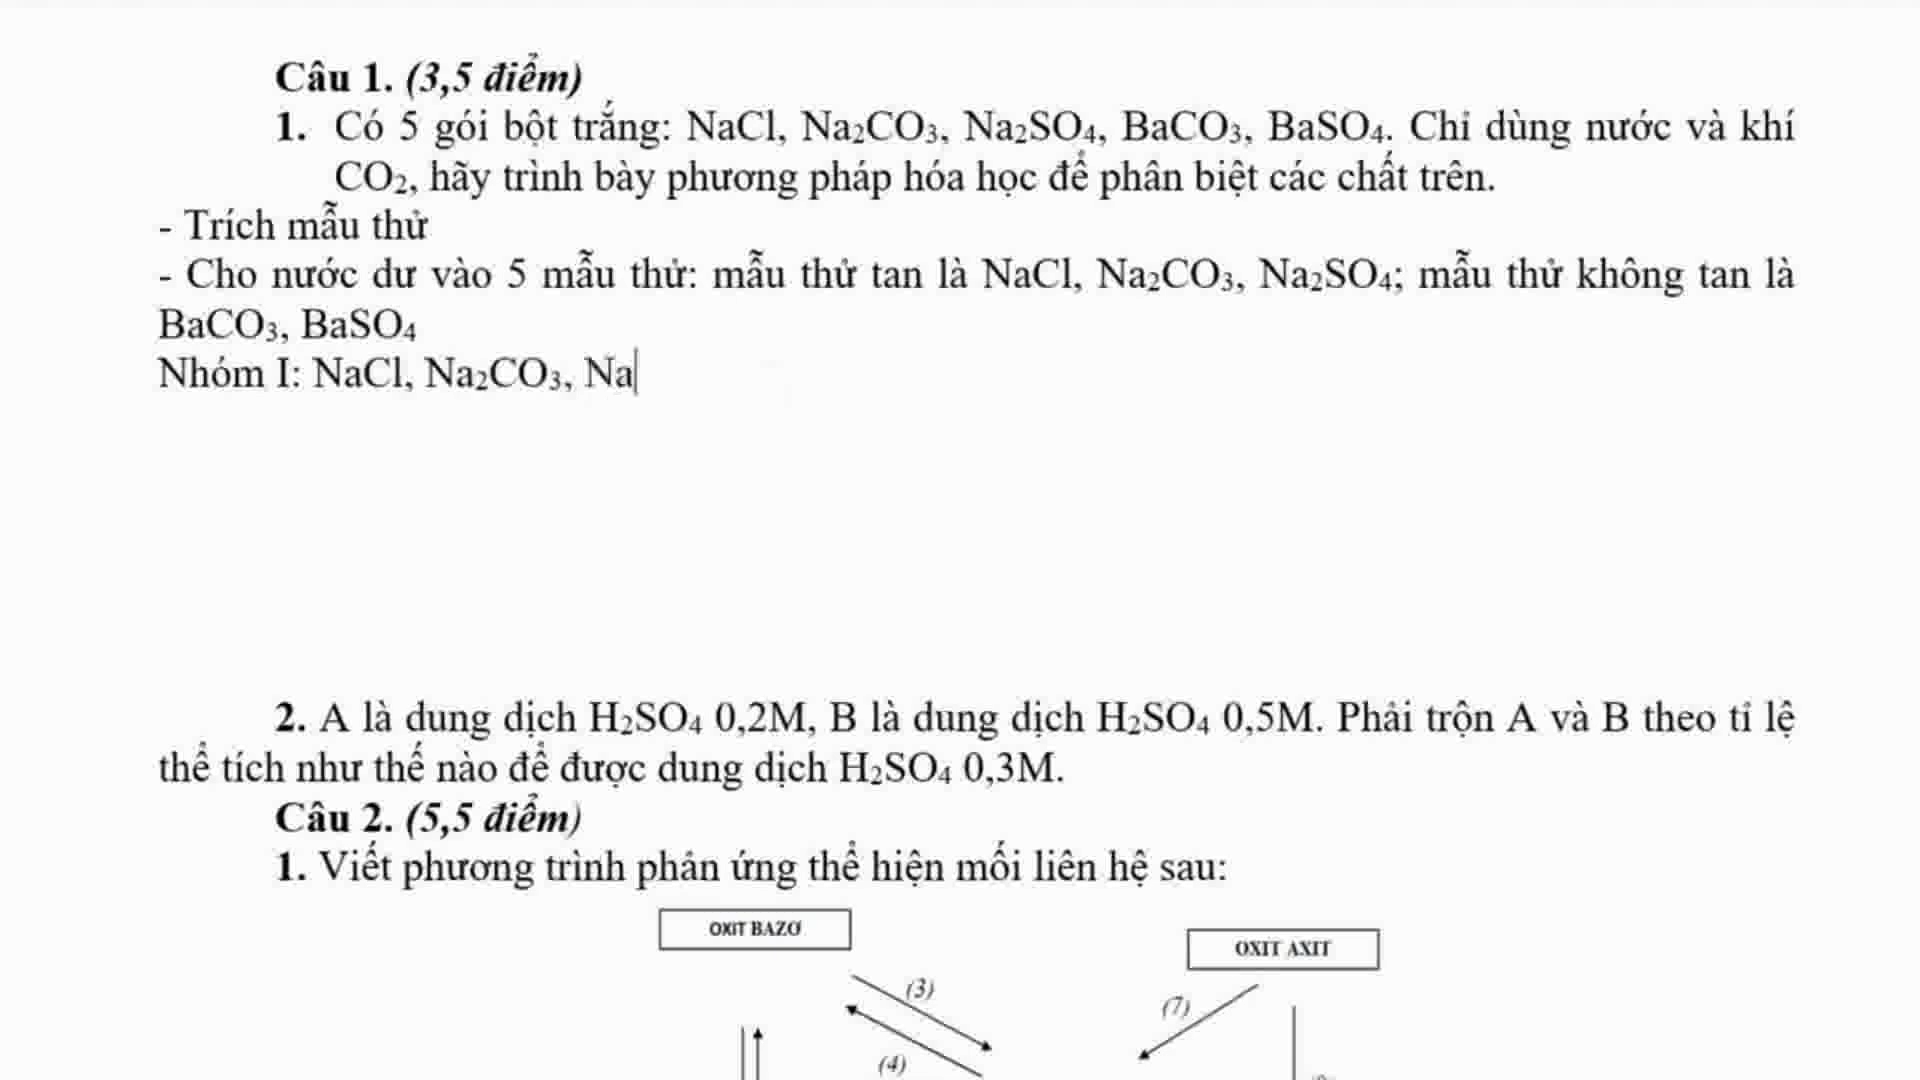 Câu 1. (3,5 điểm)
1. Có 5 gói bột trắng: NaCl, Na₂CO₃, Na₂SO₄, BaCO₃, BaSO₄. Chỉ dùng nước và khí
CO₂, hãy trình bày phương pháp hóa học để phân biệt các chất trên.
- Trích mẫu thử
- Cho nước dư vào 5 mẫu thử: mẫu thử tan là NaCl, Na₂CO₃, Na₂SO₄; mẫu thử không tan là
BaCO₃, BaSO₄
Nhóm I: NaCl, Na₂CO₃, Na
2. A là dung dịch H₂SO₄ 0,2M, B là dung dịch H₂SO₄ 0,5M. Phải trộn A và B theo tỉ lệ
thể tích như thế nào để được dung dịch H₂SO₄ 0,3M.
Câu 2. (5,5 điểm)
1. Viết phương trình phản ứng thể hiện mối liên hệ sau:
OXIT BAZƠ
OXIT AXIT
(3)
(7)
(4)